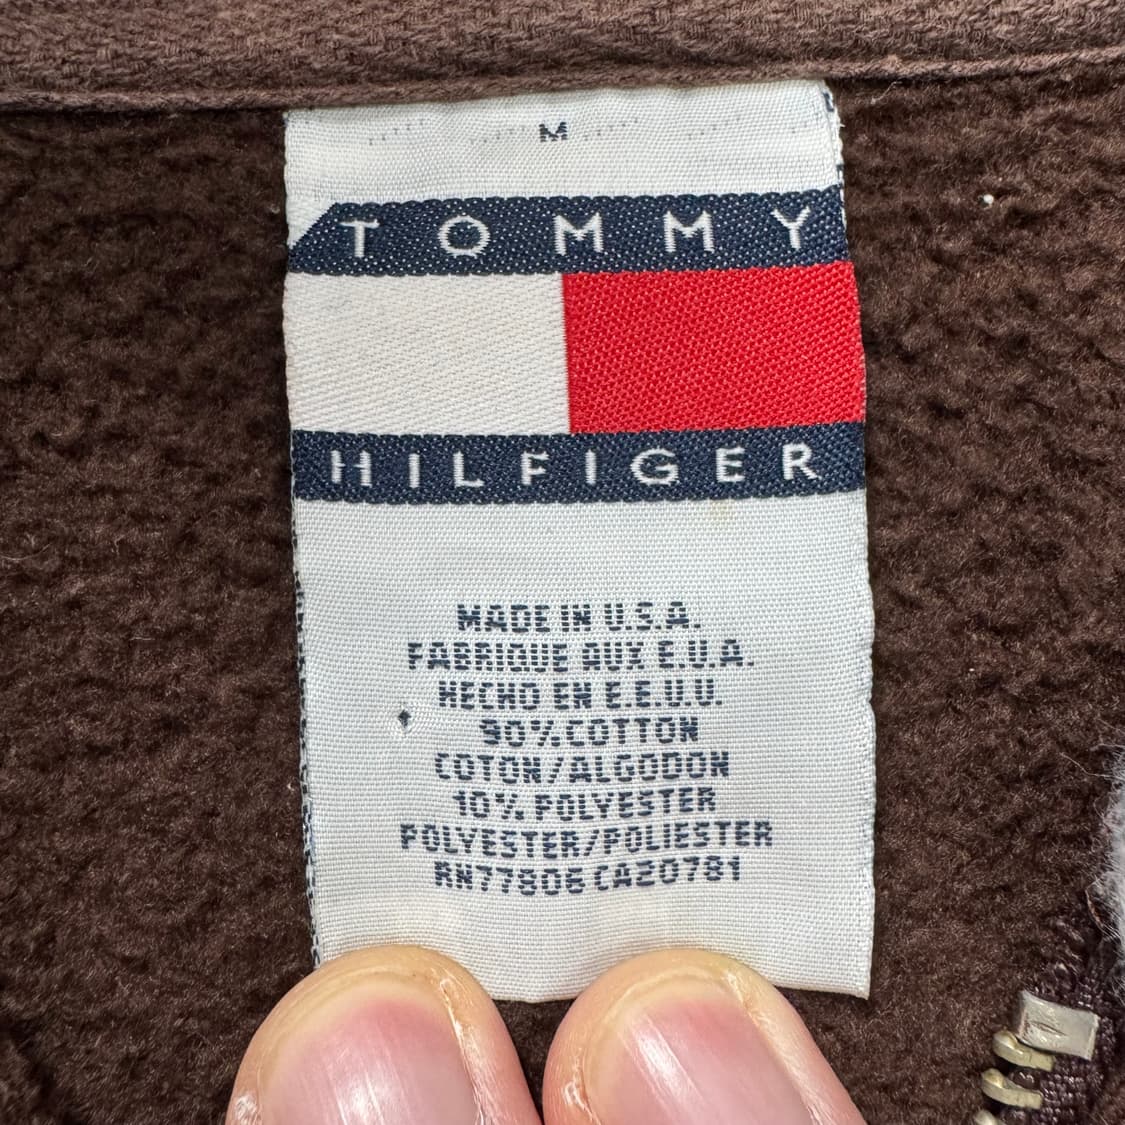 M
TOMMY
HILFIGER
MADE IN U.S.A.
FABRIQUE AUX E.U.A.
HECHO EN E.E.U.U.
90% COTTON
COTON/ALGODON
10% POLYESTER
POLYESTER/POLIESTER
RN77806 CA20781